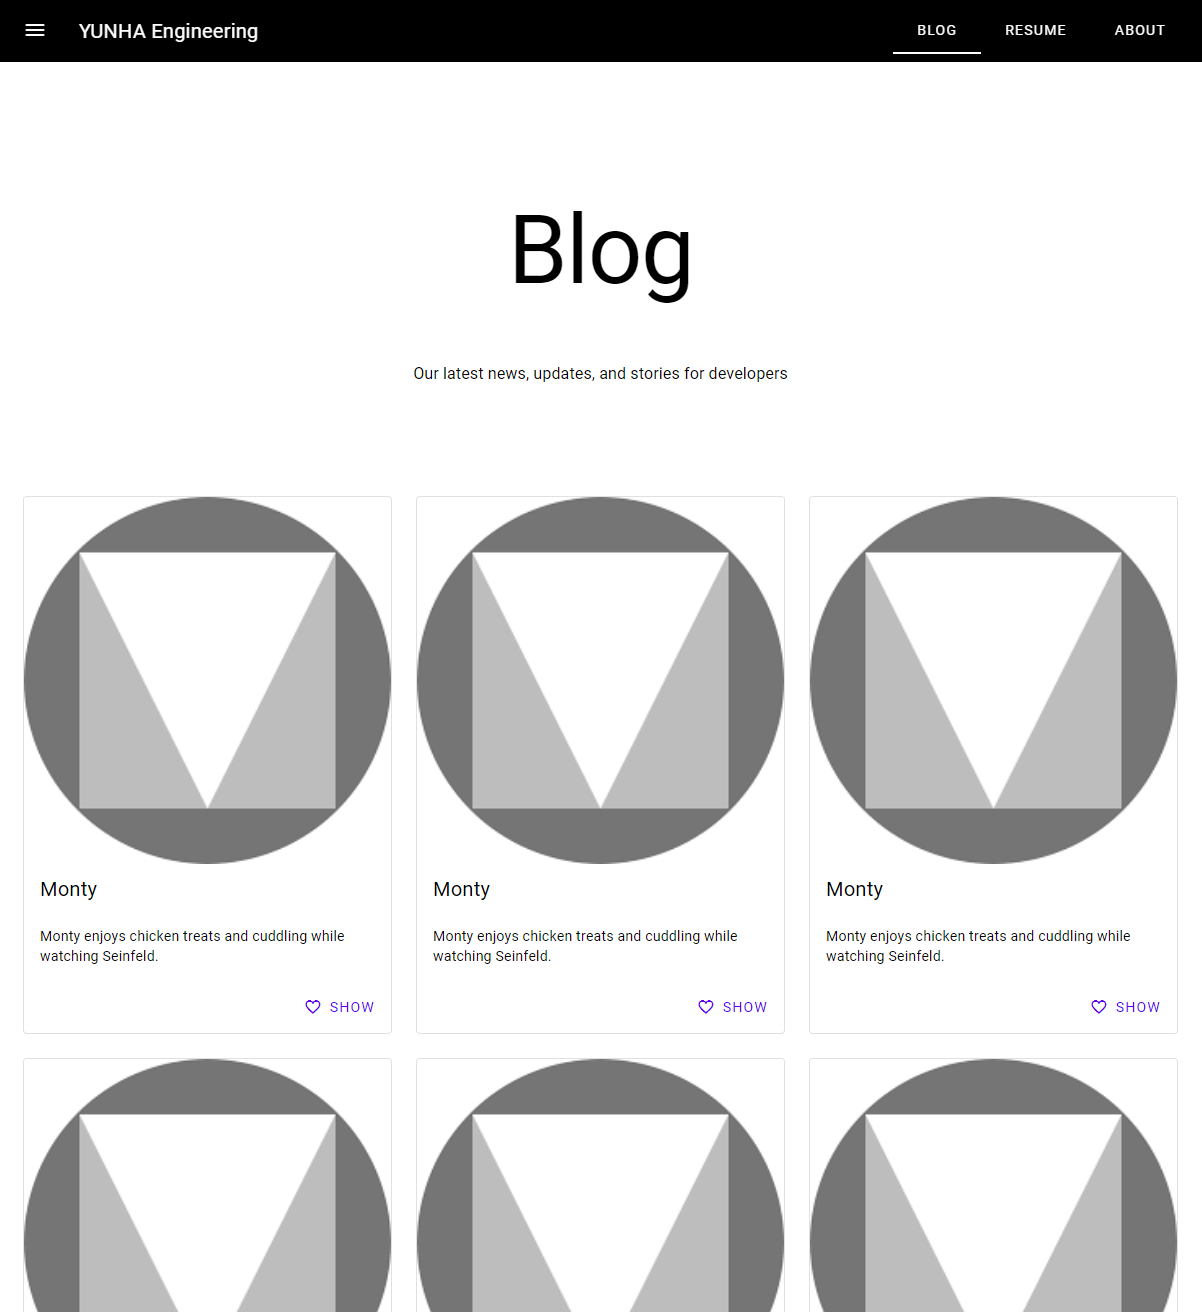 YUNHA Engineering
BLOG
RESUME
ABOUT
Blog
Our latest news, updates, and stories for developers
Monty
Monty enjoys chicken treats and cuddling while
watching Seinfeld.
SHOW
Monty
Monty enjoys chicken treats and cuddling while
watching Seinfeld.
SHOW
Monty
Monty enjoys chicken treats and cuddling while
watching Seinfeld.
SHOW